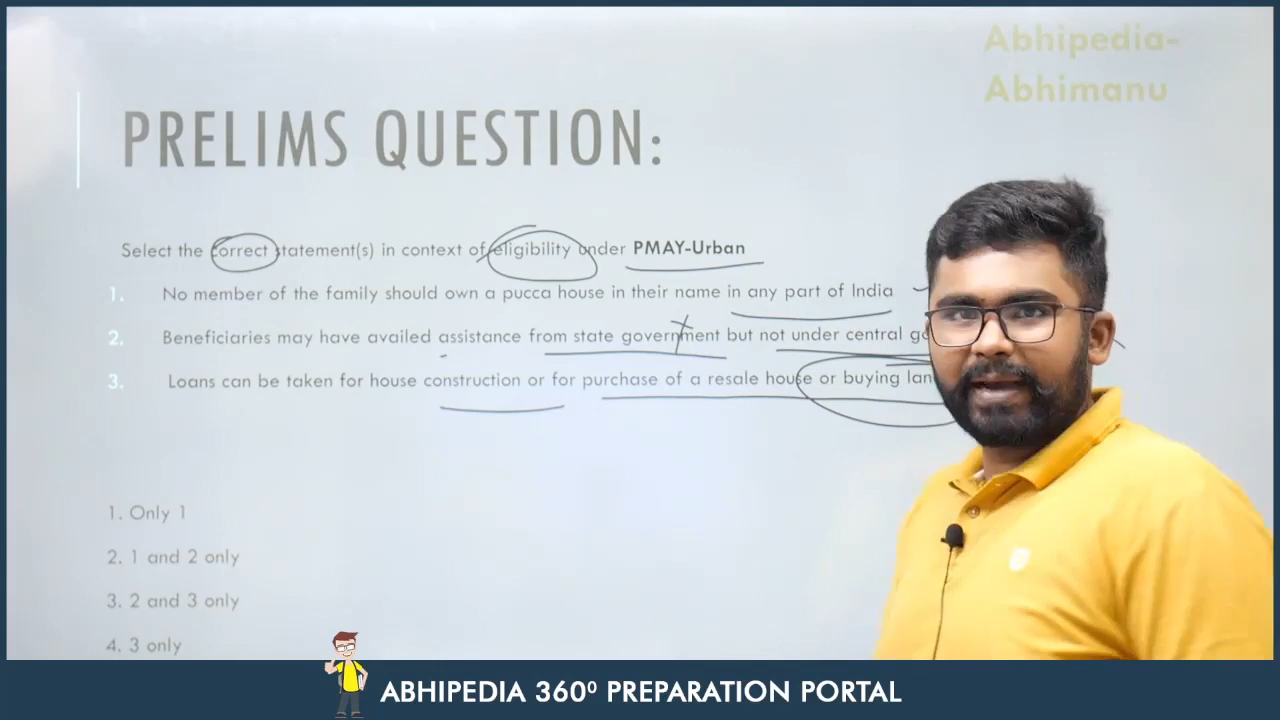 Abhipedia-
Abhimanu
PRELIMS QUESTION:
Select the correct statement(s) in context of eligibility under PMAY-Urban
1. No member of the family should own a pucca house in their name in any part of India
2. Beneficiaries may have availed assistance from state government but not under central
3. Loans can be taken for house construction or for purchase of a resale house or buying
1. Only 1
2. 1 and 2 only
3. 2 and 3 only
4. 3 only
ABHIPEDIA 360⁰ PREPARATION PORTAL